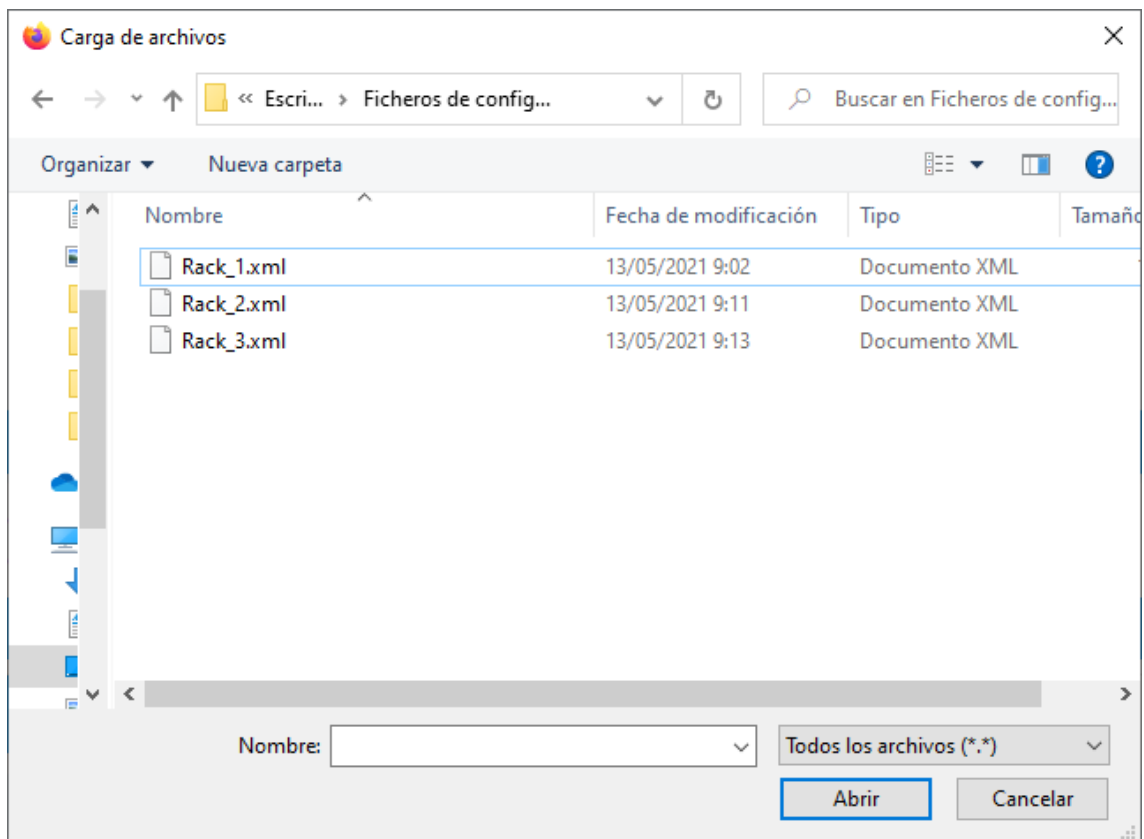 Carga de archivos
« Escri... › Ficheros de config...
Buscar en Ficheros de config...
Organizar
Nueva carpeta
Nombre Fecha de modificación Tipo Tamaño
Rack_1.xml 13/05/2021 9:02 Documento XML
Rack_2.xml 13/05/2021 9:11 Documento XML
Rack_3.xml 13/05/2021 9:13 Documento XML
Nombre:
Todos los archivos (*.*)
Abrir
Cancelar